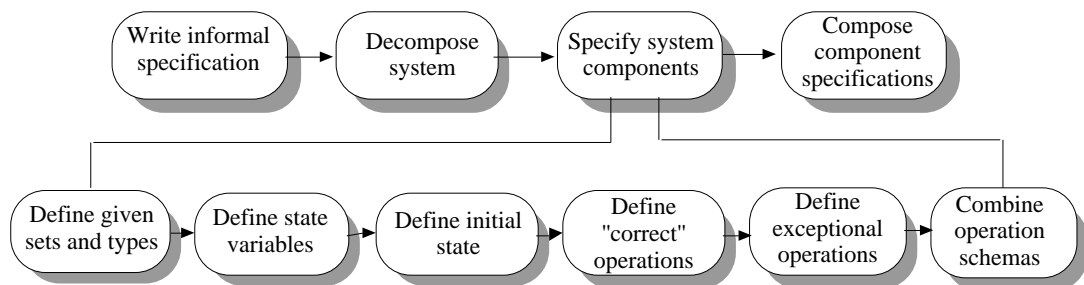 Write informal
specification
Decompose
system
Specify system
components
Compose
component
specifications
Define given
sets and types
Define state
variables
Define initial
state
Define
"correct"
operations
Define
exceptional
operations
Combine
operation
schemas